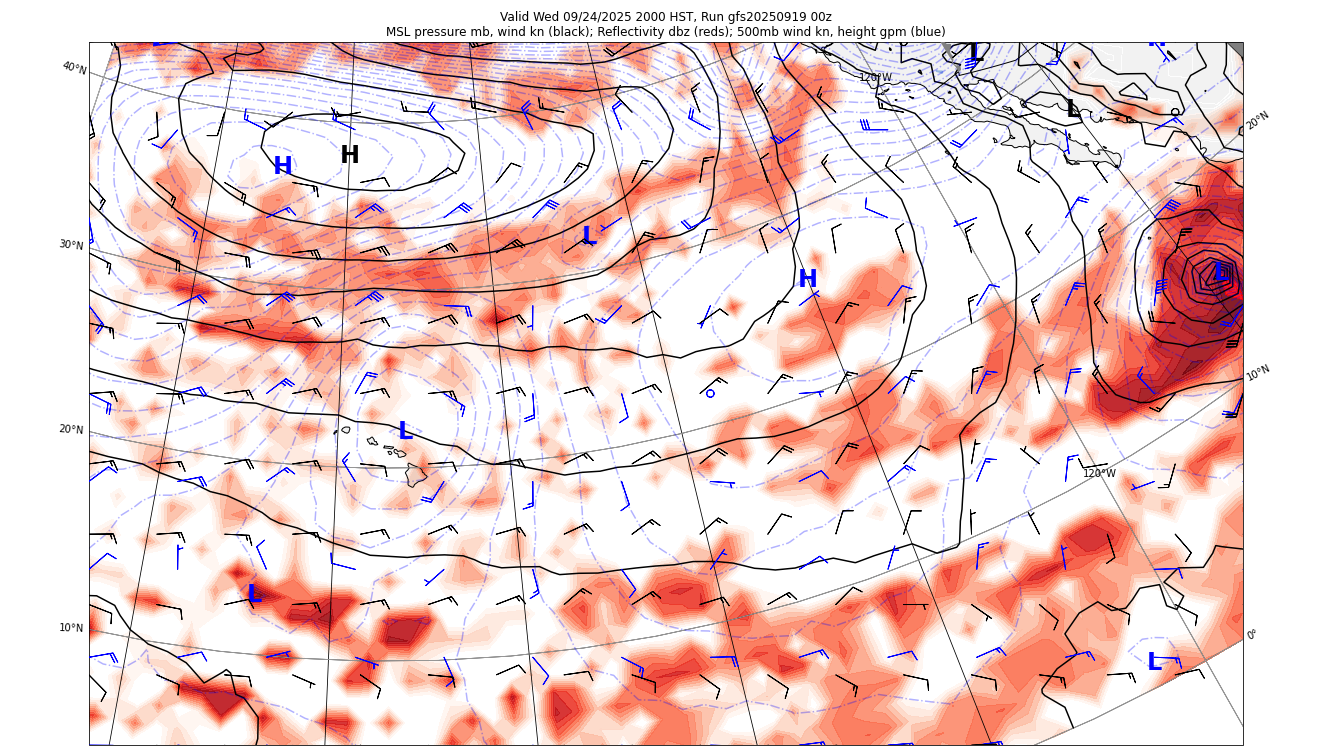 Valid Wed 09/24/2025 2000 HST, Run gfs20250919 00z
MSL pressure mb, wind kn (black); Reflectivity dbz (reds); 500mb wind kn, height gpm (blue)
40°N
120°W
L
L
20°N
H
H
30°N
L
H
L
10°N
20°N
L
120°W
L
10°N
0°
L